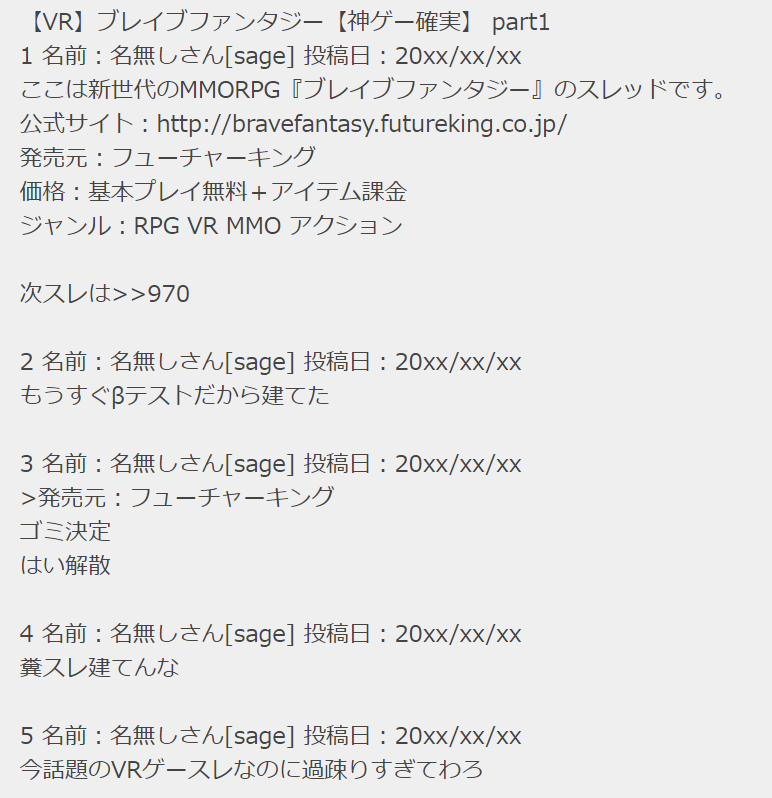 【VR】ブレイブファンタジー【神ゲー確実】 part1
1 名前：名無しさん[sage] 投稿日：20xx/xx/xx
ここは新世代のMMORPG『ブレイブファンタジー』のスレッドです。
公式サイト：http://bravefantasy.futureking.co.jp/
発売元：フューチャーキング
価格：基本プレイ無料＋アイテム課金
ジャンル：RPG VR MMO アクション
次スレは>>970
2 名前：名無しさん[sage] 投稿日：20xx/xx/xx
もうすぐβテストだから建てた
3 名前：名無しさん[sage] 投稿日：20xx/xx/xx
>発売元：フューチャーキング
ゴミ決定
はい解散
4 名前：名無しさん[sage] 投稿日：20xx/xx/xx
糞スレ建てんな
5 名前：名無しさん[sage] 投稿日：20xx/xx/xx
今話題のVRゲースレなのに過疎りすぎてわろ